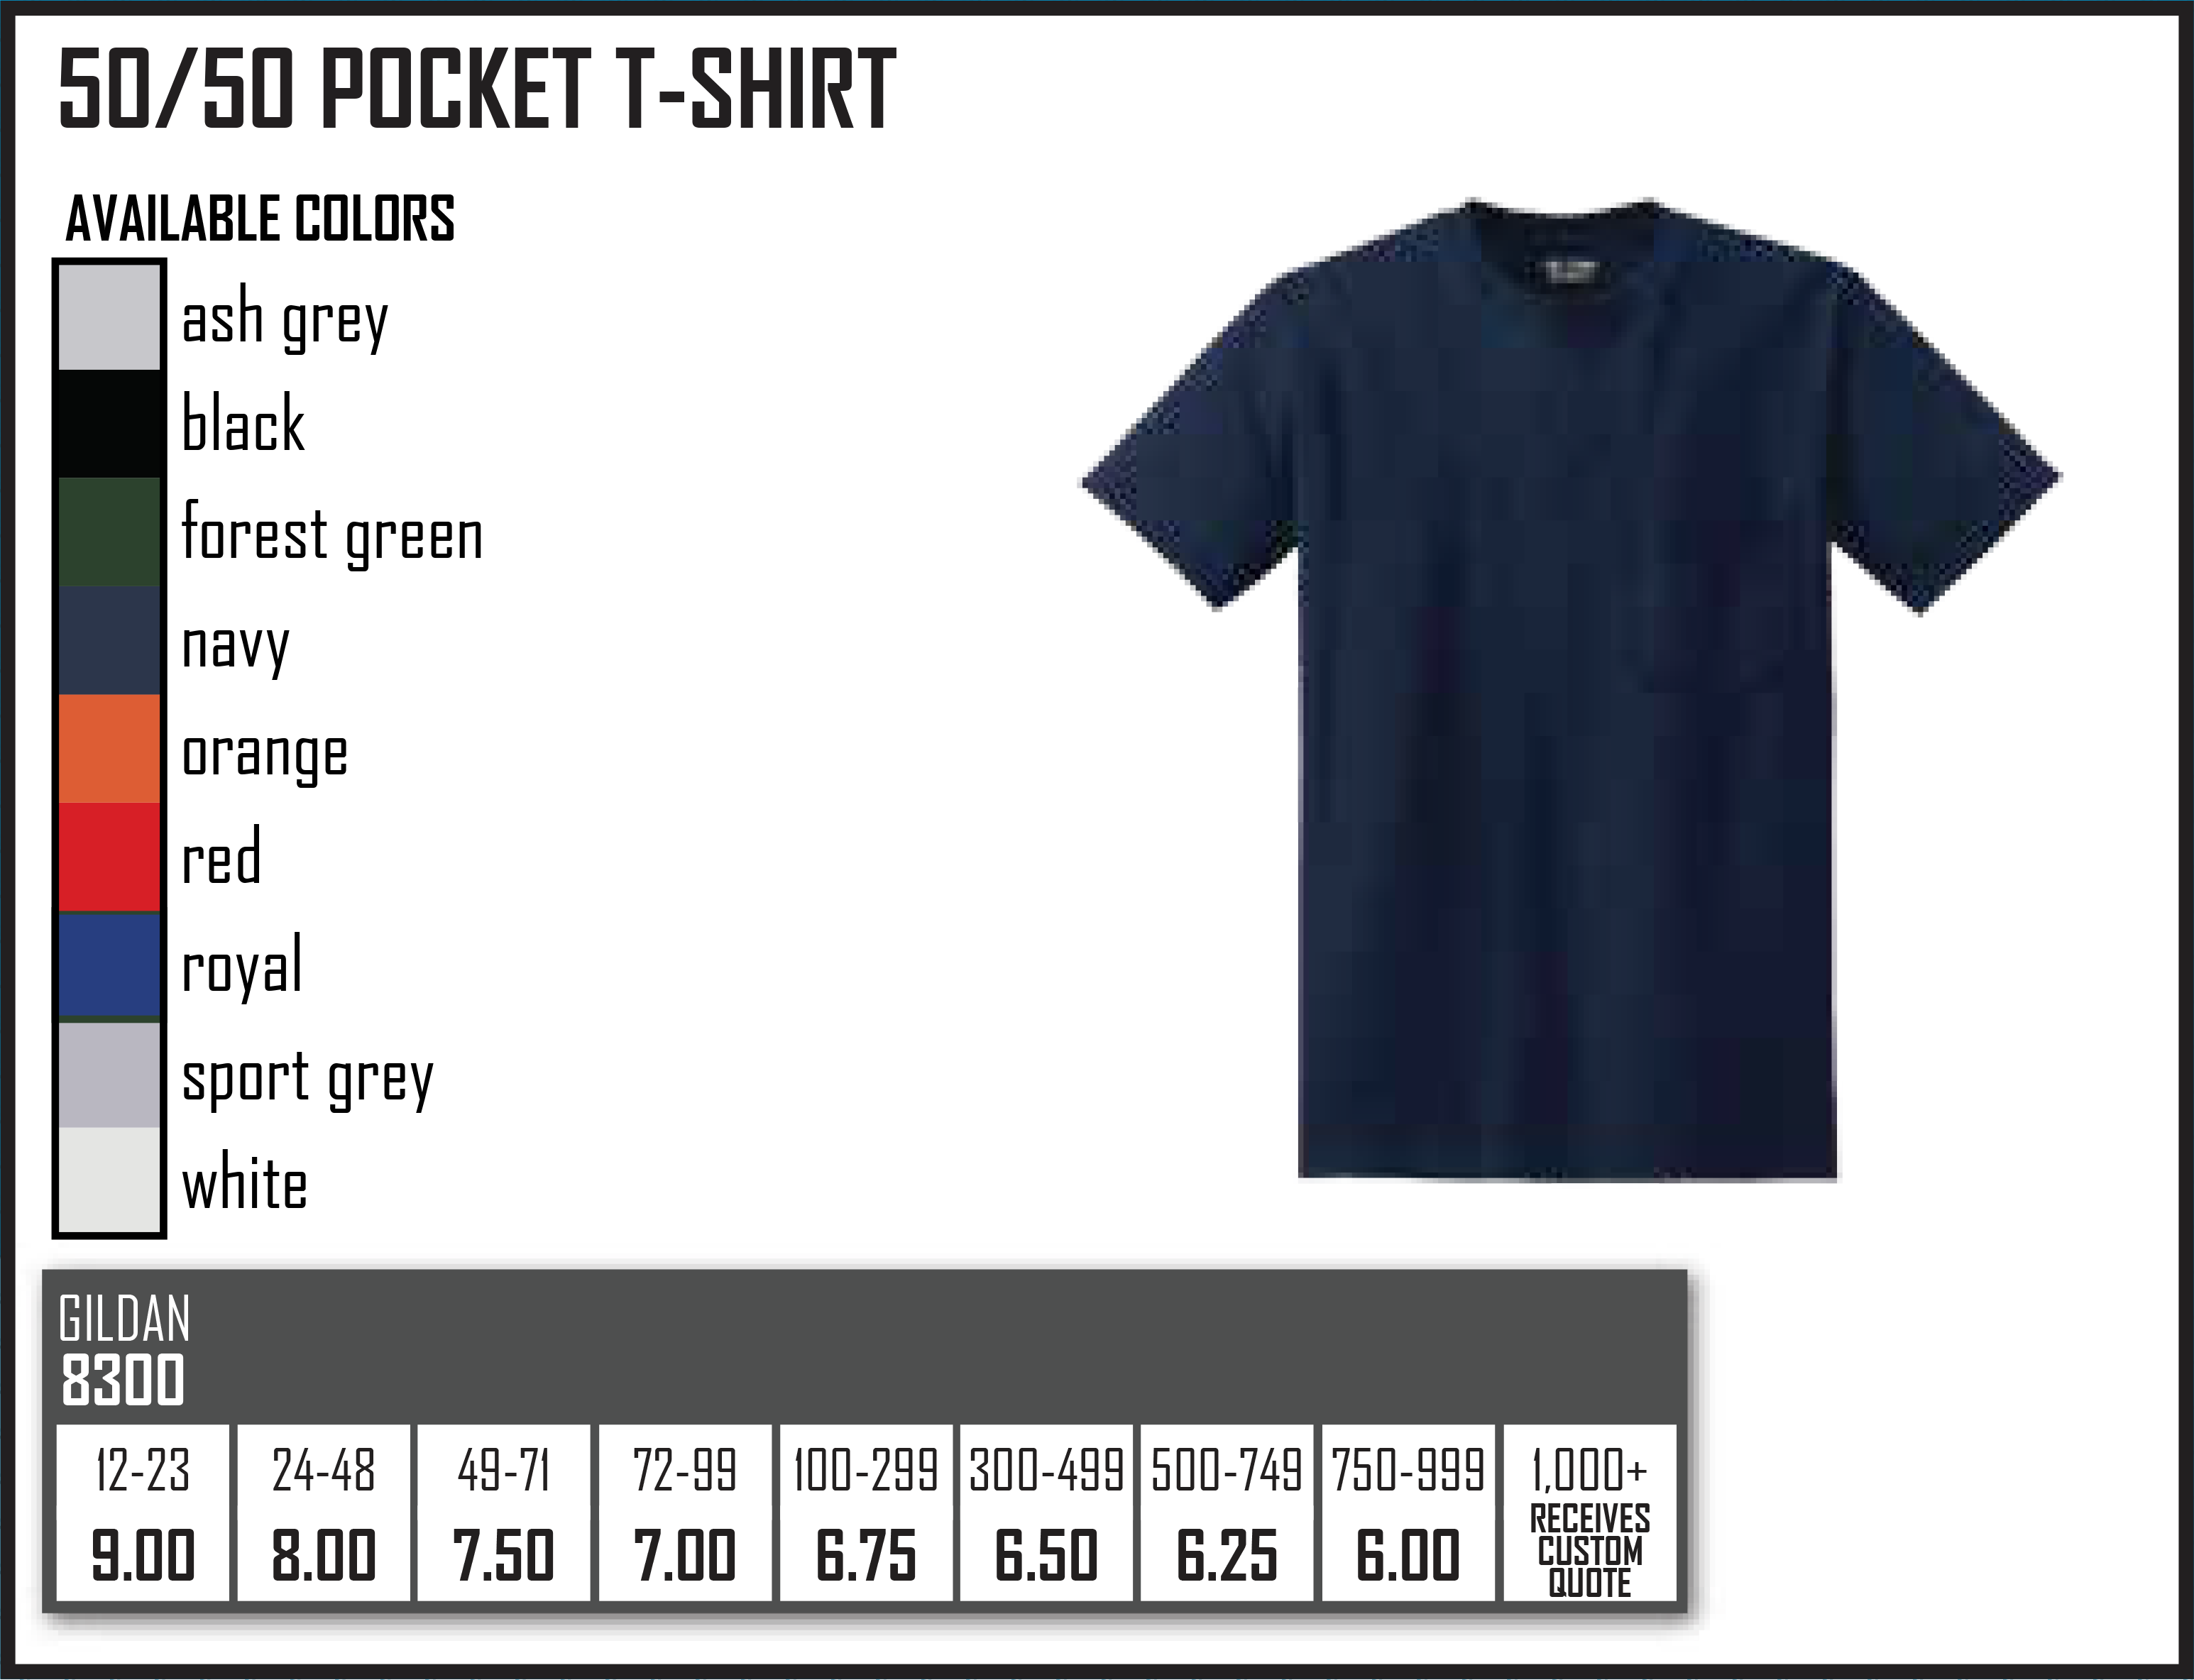 50/50 POCKET T-SHIRT
AVAILABLE COLORS
ash grey
black
forest green
navy
orange
red
royal
sport grey
white
GILDAN
8300
12-23 24-48 49-71 72-99 100-299 300-499 500-749 750-999 1,000+
9.00 8.00 7.50 7.00 6.75 6.50 6.25 6.00 RECEIVES
CUSTOM
QUOTE